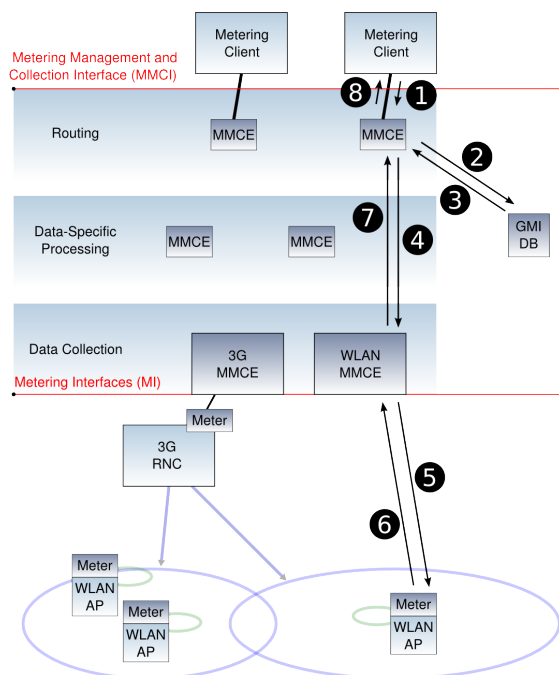 Metering
Client
Metering
Client
Metering Management and
Collection Interface (MMCI)
8
1
Routing
MMCE
MMCE
2
3
7
4
GMI
DB
Data-Specific
Processing
MMCE
MMCE
Data Collection
3G
MMCE
WLAN
MMCE
Metering Interfaces (MI)
Meter
3G
RNC
5
6
Meter
WLAN
AP
Meter
WLAN
AP
Meter
WLAN
AP